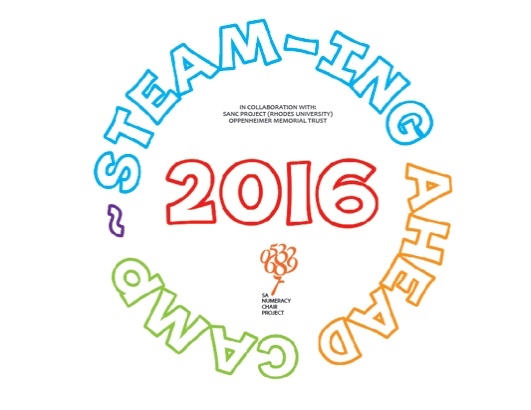 STEAM-ING
AHEAD
CAMP
~
IN COLLABORATION WITH:
SANC PROJECT (RHODES UNIVERSITY)
OPPENHEIMER MEMORIAL TRUST
2016
SA
NUMERACY
CHAIR
PROJECT